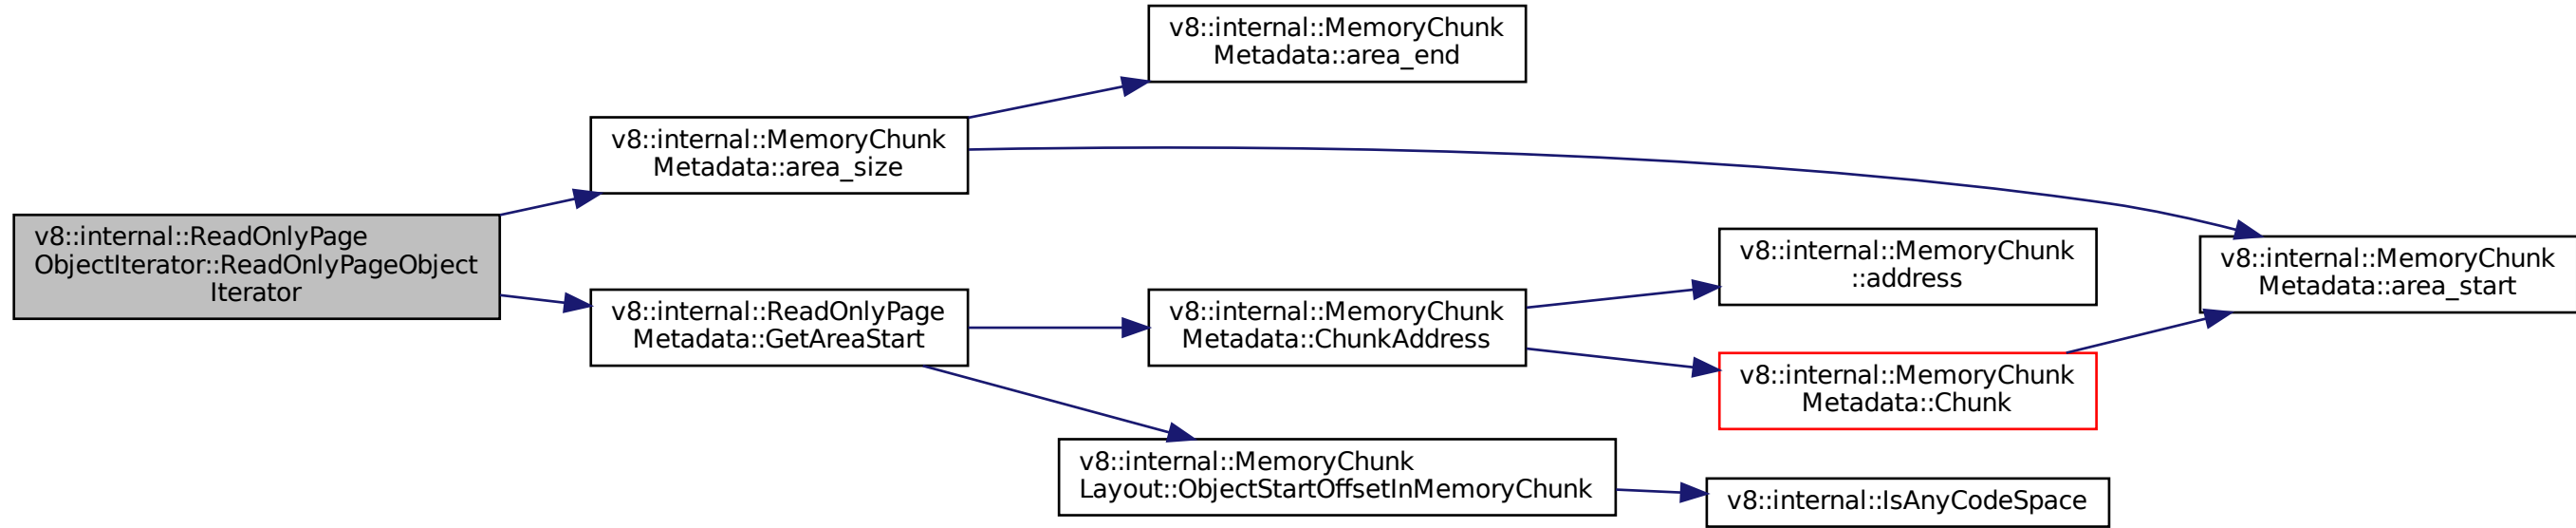 v8::internal::ReadOnlyPage
ObjectIterator::ReadOnlyPageObject
Iterator
v8::internal::MemoryChunk
Metadata::area_size
v8::internal::MemoryChunk
Metadata::area_end
v8::internal::MemoryChunk
Metadata::area_start
v8::internal::ReadOnlyPage
Metadata::GetAreaStart
v8::internal::MemoryChunk
Metadata::ChunkAddress
v8::internal::MemoryChunk
::address
v8::internal::MemoryChunk
Metadata::Chunk
v8::internal::MemoryChunk
Layout::ObjectStartOffsetInMemoryChunk
v8::internal::IsAnyCodeSpace